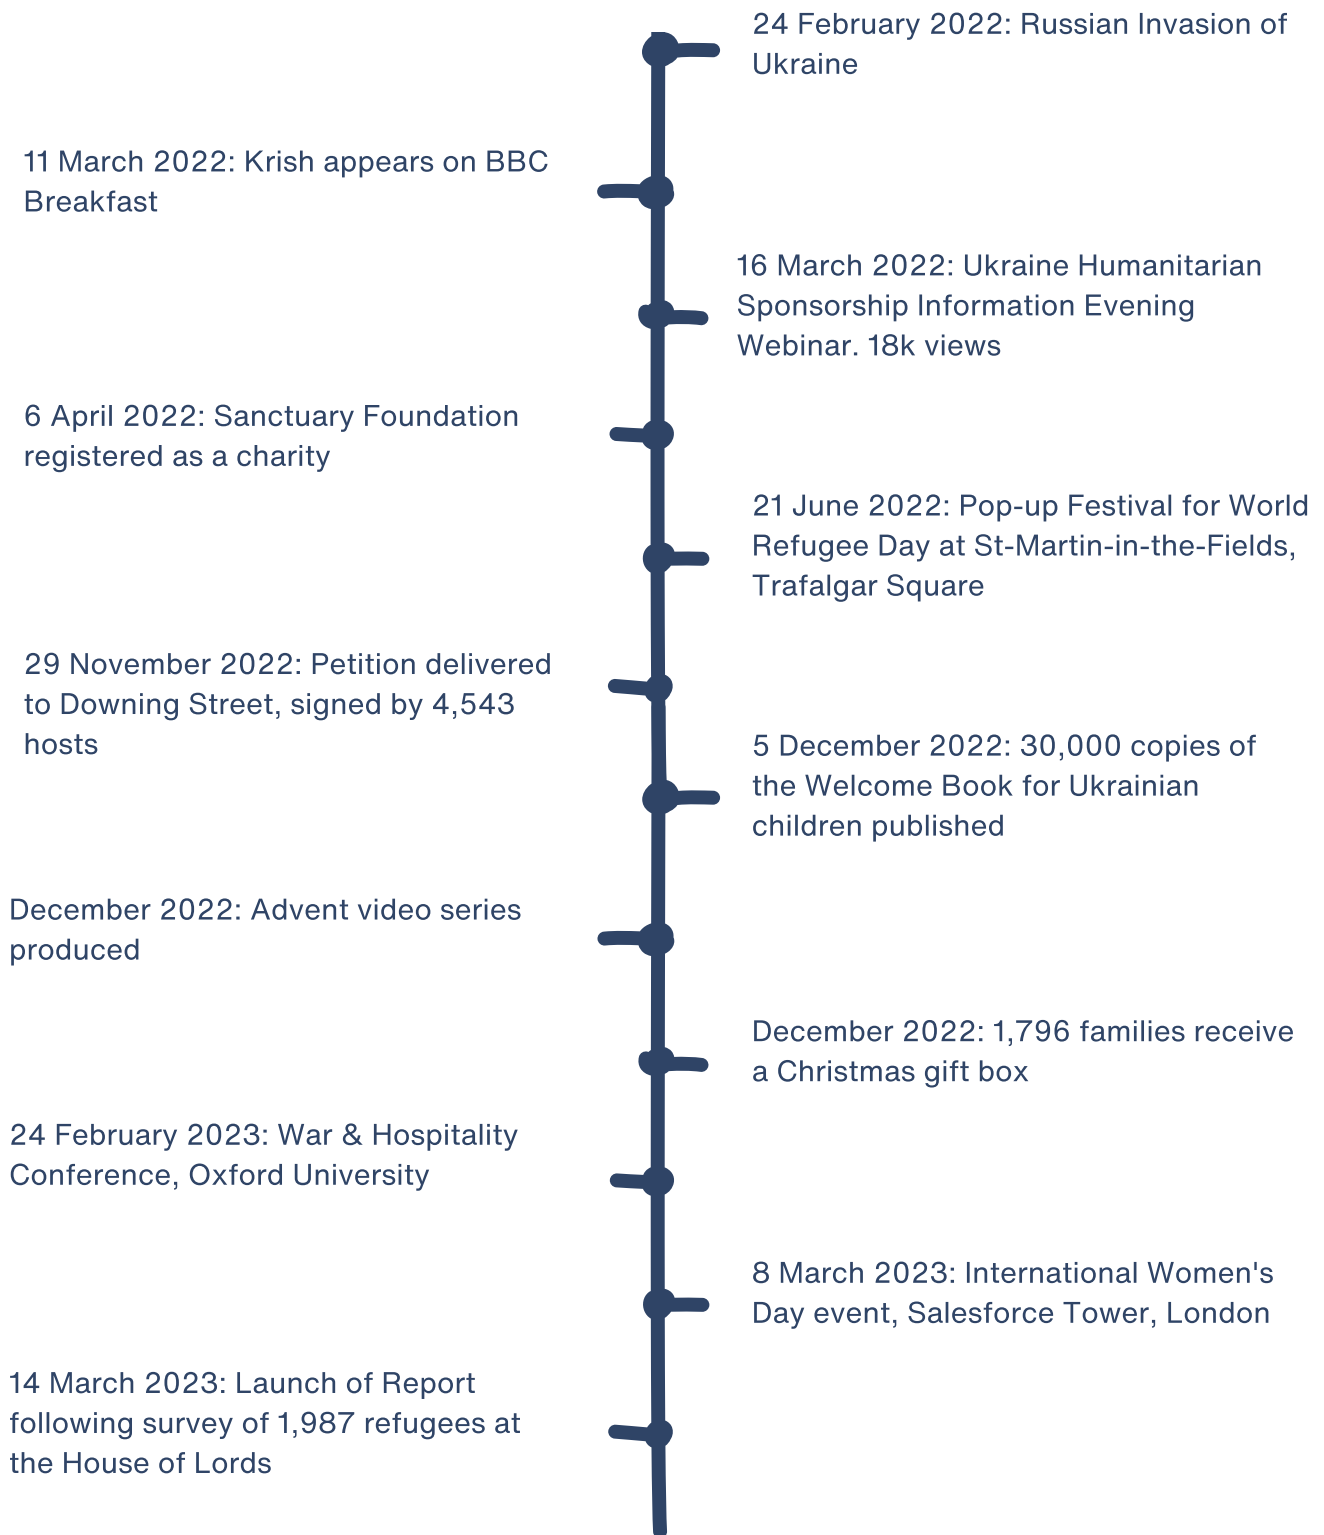 24 February 2022: Russian Invasion of
Ukraine
11 March 2022: Krish appears on BBC
Breakfast
16 March 2022: Ukraine Humanitarian
Sponsorship Information Evening
Webinar. 18k views
6 April 2022: Sanctuary Foundation
registered as a charity
21 June 2022: Pop-up Festival for World
Refugee Day at St-Martin-in-the-Fields,
Trafalgar Square
29 November 2022: Petition delivered
to Downing Street, signed by 4,543
hosts
5 December 2022: 30,000 copies of
the Welcome Book for Ukrainian
children published
December 2022: Advent video series
produced
December 2022: 1,796 families receive
a Christmas gift box
24 February 2023: War & Hospitality
Conference, Oxford University
8 March 2023: International Women's
Day event, Salesforce Tower, London
14 March 2023: Launch of Report
following survey of 1,987 refugees at
the House of Lords